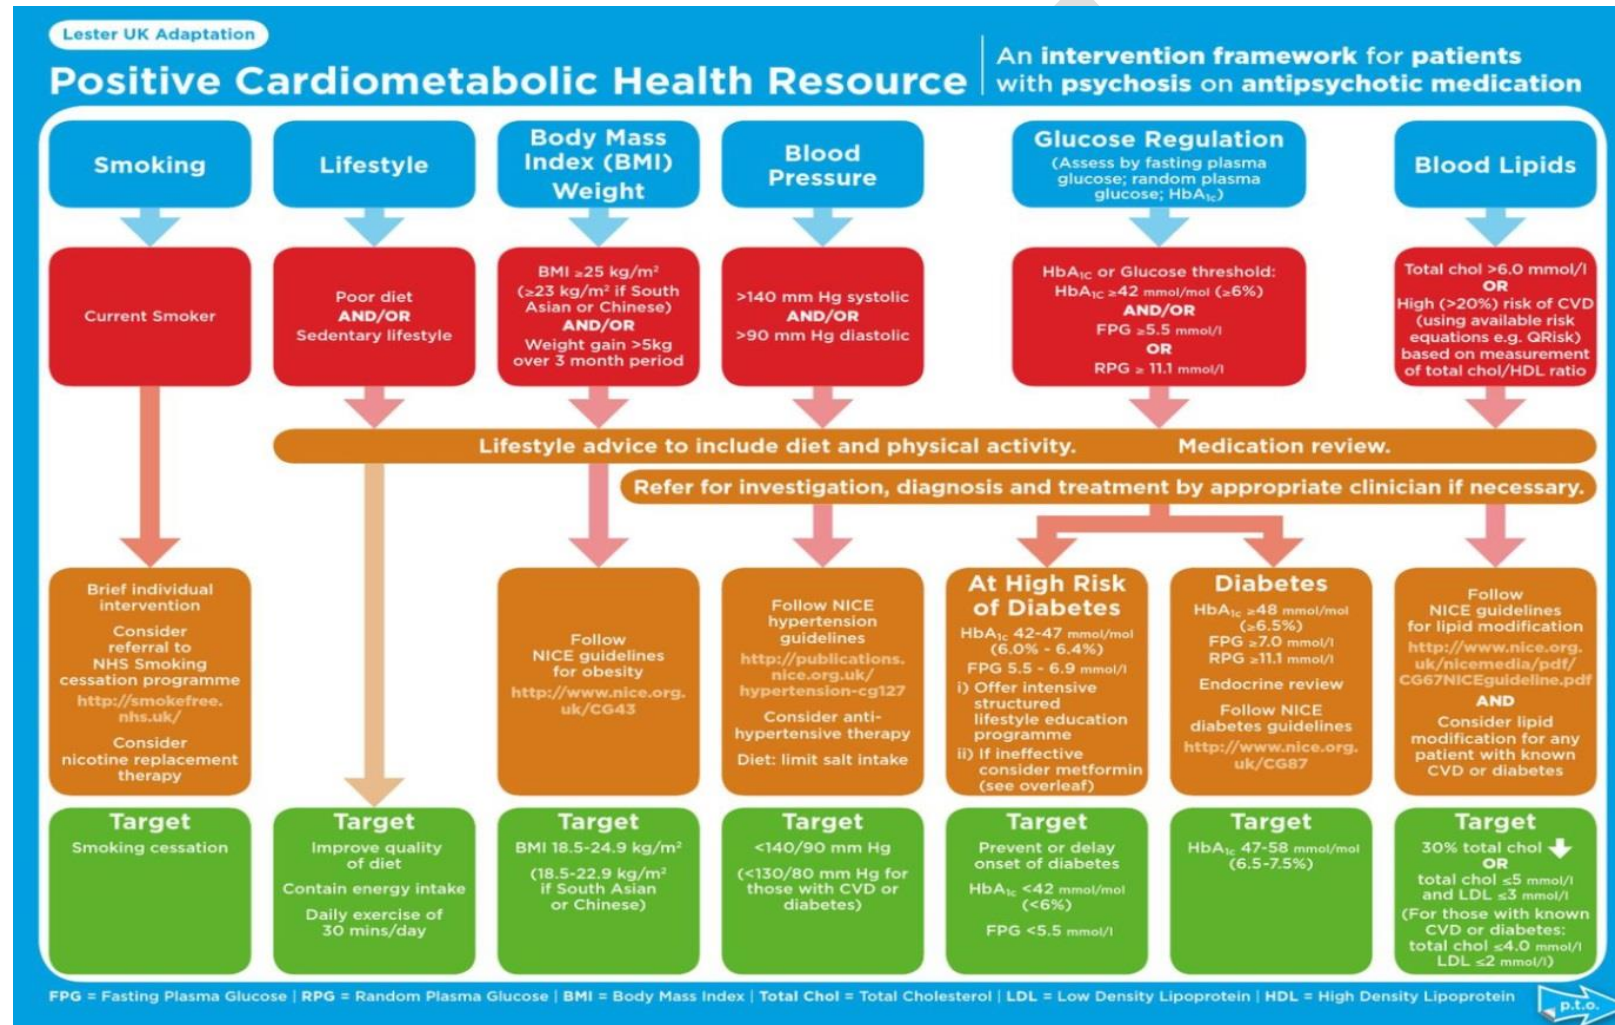 Lester UK Adaptation
Positive Cardiometabolic Health Resource
An intervention framework for patients
with psychosis on antipsychotic medication
Smoking
Lifestyle
Body Mass
Index (BMI)
Weight
Blood
Pressure
Glucose Regulation
(Assess by fasting plasma
glucose; random plasma
glucose; HbA1c)
Blood Lipids
Current Smoker
Poor diet
AND/OR
Sedentary lifestyle
BMI ≥25 kg/m²
(≥23 kg/m² if South
Asian or Chinese)
AND/OR
Weight gain >5kg
over 3 month period
>140 mm Hg systolic
AND/OR
>90 mm Hg diastolic
HbA1C or Glucose threshold:
HbA1C ≥42 mmol/mol (≥6%)
AND/OR
FPG ≥5.5 mmol/l
OR
RPG ≥ 11.1 mmol/l
Total chol >6.0 mmol/l
OR
High (>20%) risk of CVD
(using available risk
equations e.g. QRisk)
based on measurement
of total chol/HDL ratio
Lifestyle advice to include diet and physical activity. Medication review.
Refer for investigation, diagnosis and treatment by appropriate clinician if necessary.
Brief individual
intervention
Consider
referral to
NHS Smoking
cessation programme
http://smokefree.
nhs.uk/
Consider
nicotine replacement
therapy
Follow
NICE guidelines
for obesity
http://www.nice.org.
uk/CG43
Follow NICE
hypertension
guidelines
http://publications.
nice.org.uk/
hypertension-cg127
Consider anti-
hypertensive therapy
Diet: limit salt intake
At High Risk
of Diabetes
HbA1c 42-47 mmol/mol
(6.0% - 6.4%)
FPG 5.5 - 6.9 mmol/l
i) Offer intensive
structured
lifestyle education
programme
ii) If ineffective
consider metformin
(see overleaf)
Diabetes
HbA1c ≥48 mmol/mol
(≥6.5%)
FPG ≥7.0 mmol/l
RPG ≥11.1 mmol/l
Endocrine review
Follow NICE
diabetes guidelines
http://www.nice.org.
uk/CG87
Follow
NICE guidelines
for lipid modification
http://www.nice.org.
uk/nicemedia/pdf/
CG67NICEguideline.pdf
AND
Consider lipid
modification for any
patient with known
CVD or diabetes
Target
Smoking cessation
Target
Improve quality
of diet
Contain energy intake
Daily exercise of
30 mins/day
Target
BMI 18.5-24.9 kg/m²
(18.5-22.9 kg/m²
if South Asian
or Chinese)
Target
<140/90 mm Hg
(<130/80 mm Hg for
those with CVD or
diabetes)
Target
Prevent or delay
onset of diabetes
HbA1c <42 mmol/mol
(<6%)
FPG <5.5 mmol/l
Target
HbA1c 47-58 mmol/mol
(6.5-7.5%)
Target
30% total chol
OR
total chol ≤5 mmol/l
and LDL ≤3 mmol/l
(For those with known
CVD or diabetes:
total chol ≤4.0 mmol/l
LDL ≤2 mmol/l)
FPG = Fasting Plasma Glucose | RPG = Random Plasma Glucose | BMI = Body Mass Index | Total Chol = Total Cholesterol | LDL = Low Density Lipoprotein | HDL = High Density Lipoprotein
p.t.o.